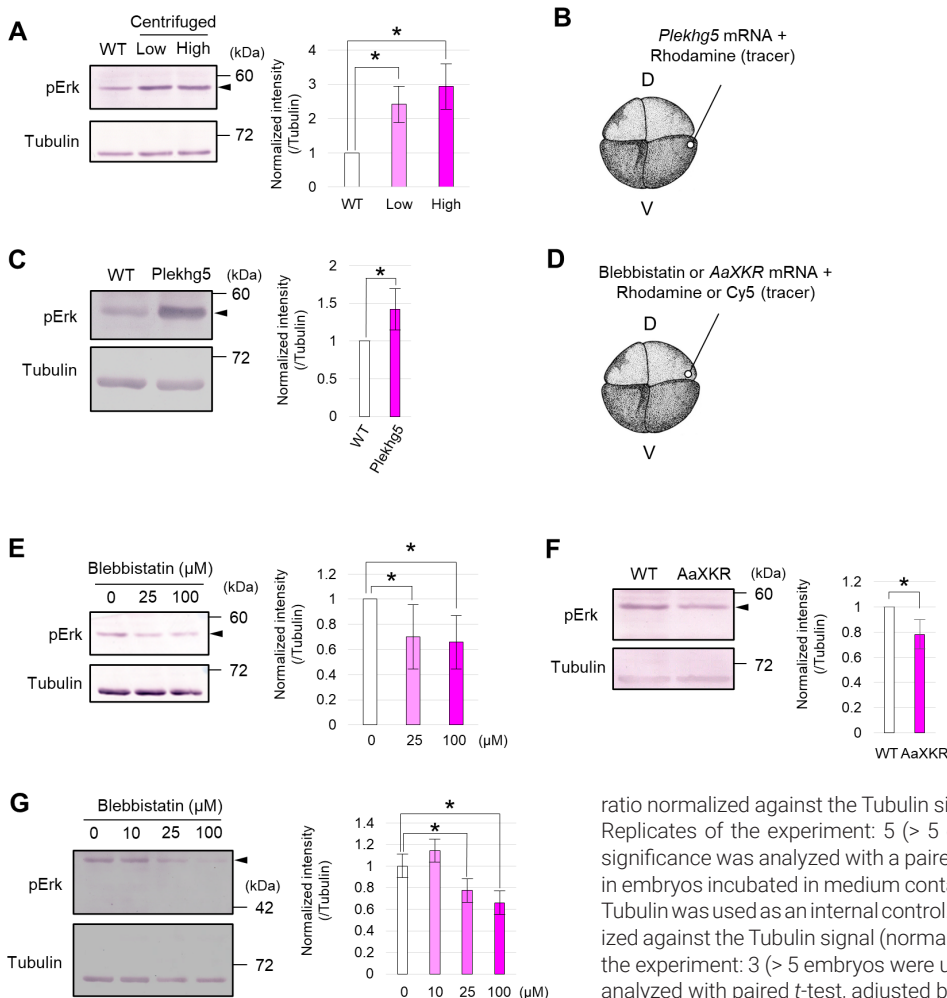 A
Centrifuged
WT Low High (kDa)
pErk
60
Tubulin
72
Normalized intensity
(/Tubulin)
4
3
2
1
0
*
*
WT Low High
B
Plekhg5 mRNA +
Rhodamine (tracer)
D
V
C
WT Plekhg5 (kDa)
pErk
60
Tubulin
72
Normalized intensity
(/Tubulin)
2
1.5
1
0.5
0
*
WT
Plekhg5
D
Blebbistatin or AaXKR mRNA +
Rhodamine or Cy5 (tracer)
D
V
E
Blebbistatin (μM)
0 25 100
(kDa)
pErk
60
Tubulin
72
Normalized intensity
(/Tubulin)
1.2
1
0.8
0.6
0.4
0.2
0
*
*
0 25 100 (μM)
F
WT AaXKR (kDa)
pErk
60
Tubulin
72
Normalized intensity
(/Tubulin)
1.2
1
0.8
0.6
0.4
0.2
0
*
WT AaXKR
G
Blebbistatin (μM)
0 10 25 100
pErk
(kDa)
42
Tubulin
72
Normalized intensity
(/Tubulin)
1.4
1.2
1
0.8
0.6
0.4
0.2
0
*
*
0 10 25 100 (μM)
ratio normalized against the Tubulin
Replicates of the experiment: 5 (> 5
significance was analyzed with a paired
in embryos incubated in medium
Tubulin was used as an internal control
ized against the Tubulin signal
the experiment: 3 (> 5 embryos were
analyzed with paired t-test, adjusted